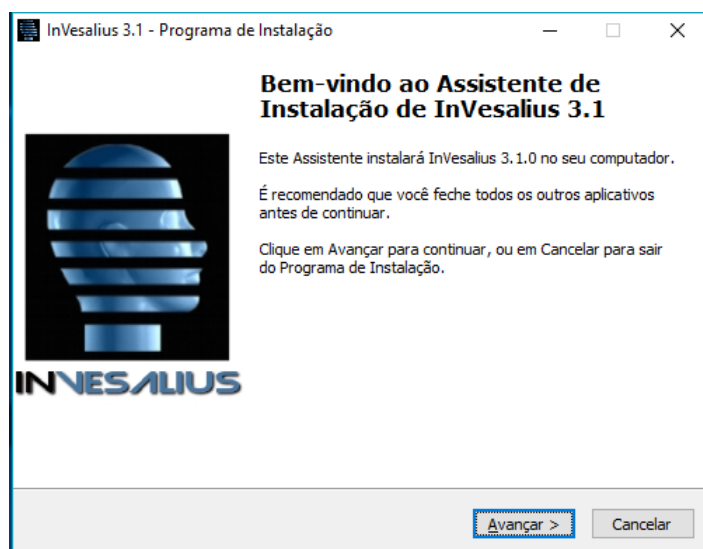 InVesalius 3.1 - Programa de Instalação
Bem-vindo ao Assistente de
Instalação de InVesalius 3.1
Este Assistente instalará InVesalius 3.1.0 no seu computador.
É recomendado que você feche todos os outros aplicativos
antes de continuar.
Clique em Avançar para continuar, ou em Cancelar para sair
do Programa de Instalação.
INVESALIUS
Avançar >
Cancelar